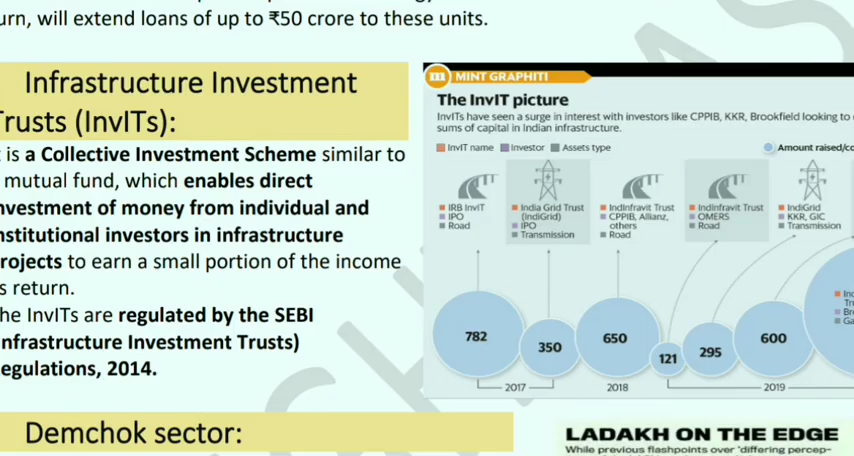 urn, will extend loans of up to ₹50 crore to these units.
Infrastructure Investment
Trusts (InvITs):
is a Collective Investment Scheme similar to
mutual fund, which enables direct
nvestment of money from individual and
nstitutional investors in infrastructure
rojects to earn a small portion of the income
s return.
he InvITs are regulated by the SEBI
nfrastructure Investment Trusts)
egulations, 2014.
m MINT GRAPHITI
The InvIT picture
InvITs have seen a surge in interest with investors like CPPIB, KKR, Brookfield looking to
sums of capital in Indian infrastructure.
InvIT name Investor Assets type Amount raised/co
IRB InvIT
IPO
Road
India Grid Trust
(IndiGrid)
IPO
Transmission
IndInfravit Trust
CPPIB, Allianz,
others
Road
IndInfravit Trust
OMERS
Road
IndiGrid
KKR, GIC
Transmission
Ind
Tr
Br
Ga
782
350
650
121
295
600
2017
2018
2019
Demchok sector:
LADAKH ON THE EDGE
While previous flashpoints over 'differing percep-